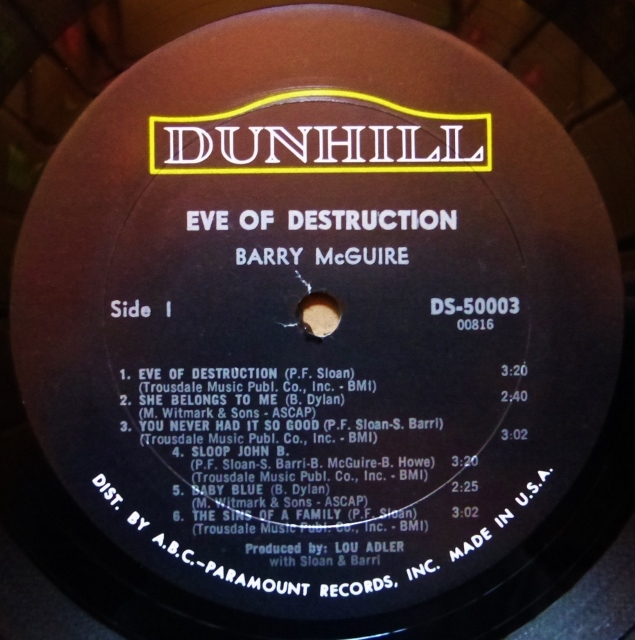 DUNHILL
EVE OF DESTRUCTION
BARRY McGUIRE
Side 1
DS-50003
00816
1. EVE OF DESTRUCTION (P.F. Sloan) 3:20
(Trousdale Music Publ. Co., Inc. - BMI)
2. SHE BELONGS TO ME (B. Dylan) 2:40
(M. Witmark & Sons - ASCAP)
3. YOU NEVER HAD IT SO GOOD (P.F. Sloan-S. Barri)
(Trousdale Music Publ. Co., Inc. - BMI) 3:02
4. SLOOP JOHN B.
(P.F. Sloan-S. Barri-B. McGuire-B. Howe) 3:20
(Trousdale Music Publ. Co., Inc. - BMI)
5. BABY BLUE (B. Dylan) 2:25
(M. Witmark & Sons - ASCAP)
6. THE SINS OF A FAMILY (P.F. Sloan) 3:02
(Trousdale Music Publ. Co., Inc. - BMI)
Produced by: LOU ADLER
with Sloan & Barri
DIST. BY A.B.C.-PARAMOUNT RECORDS, INC. MADE IN U.S.A.